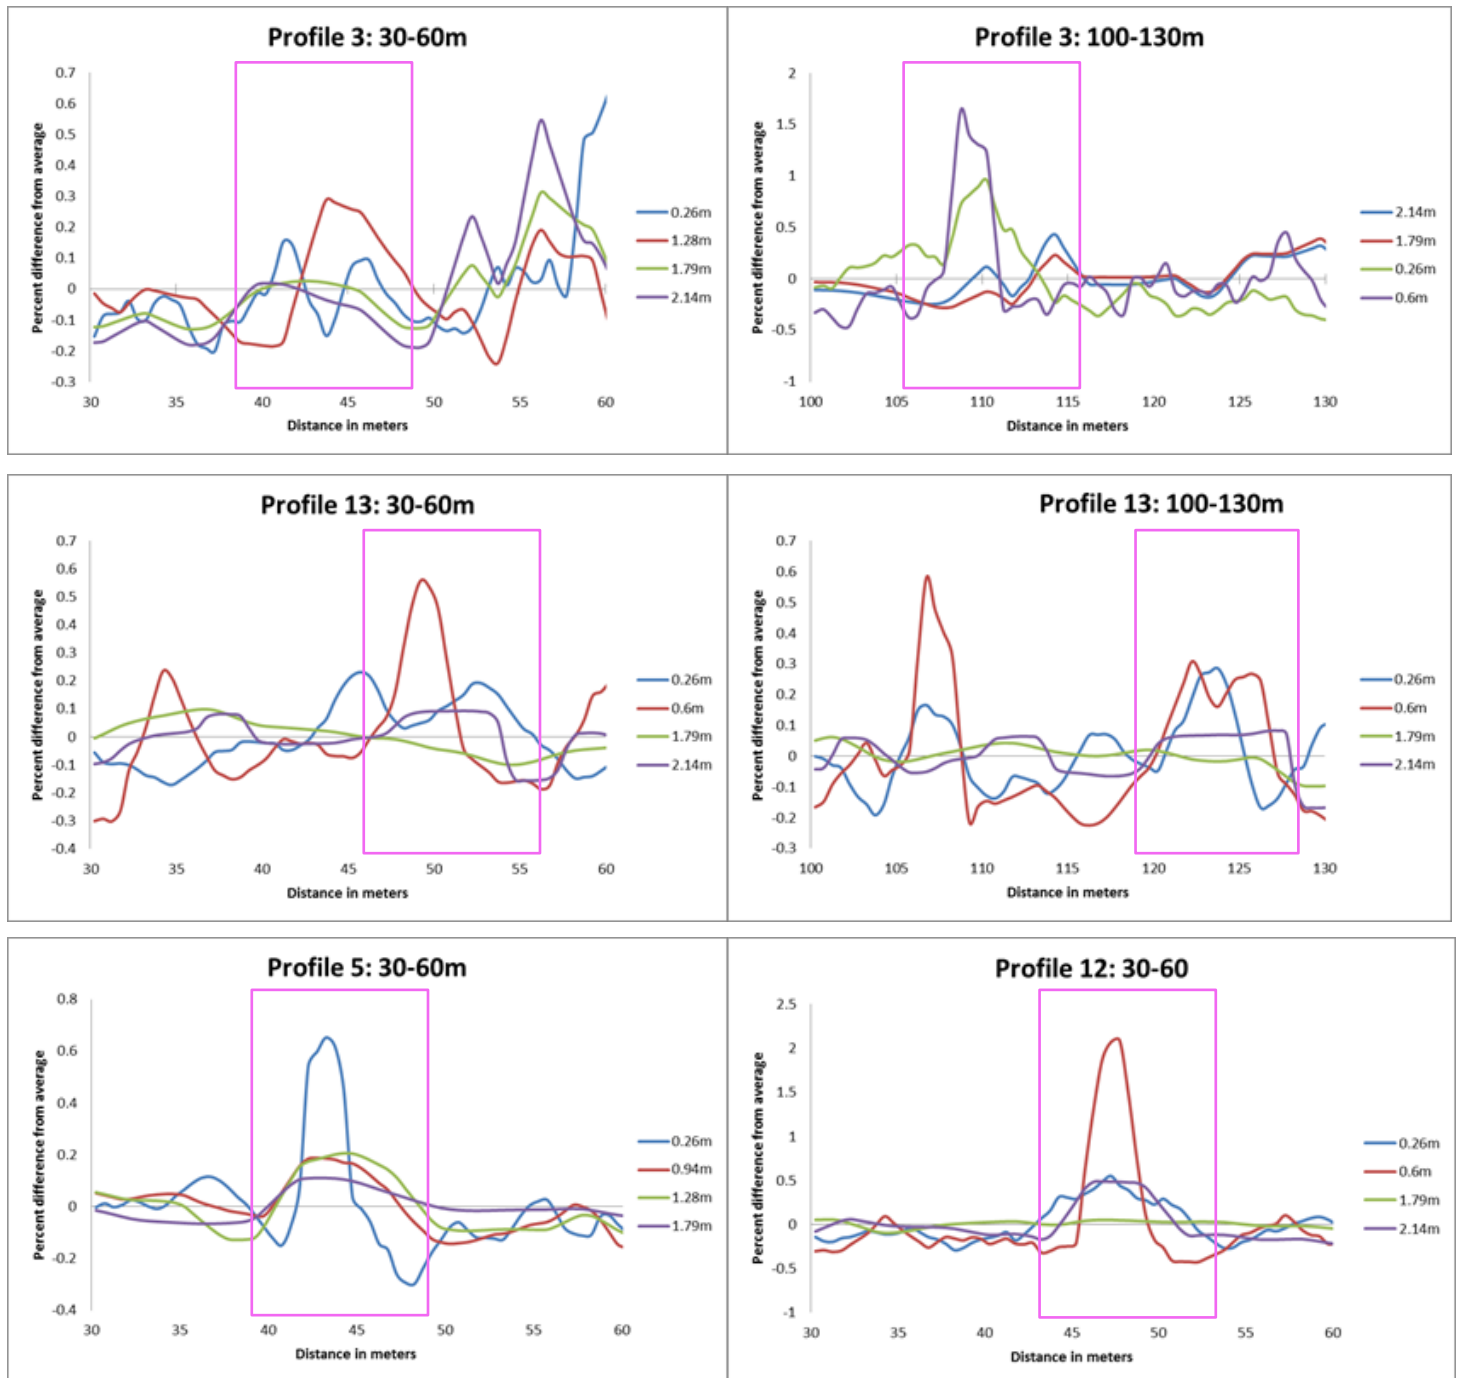 Profile 3: 30-60m
Percent difference from average
0.7
0.6
0.5
0.4
0.3
0.2
0.1
0
-0.1
-0.2
-0.3
30 35 40 45 50 55 60
Distance in meters
0.26m
1.28m
1.79m
2.14m
Profile 3: 100-130m
Percent difference from average
2
1.5
1
0.5
0
-0.5
-1
100 105 110 115 120 125 130
Distance in meters
2.14m
1.79m
0.26m
0.6m
Profile 13: 30-60m
Percent difference from average
0.7
0.6
0.5
0.4
0.3
0.2
0.1
0
-0.1
-0.2
-0.3
-0.4
30 35 40 45 50 55 60
Distance in meters
0.26m
0.6m
1.79m
2.14m
Profile 13: 100-130m
Percent difference from average
0.7
0.6
0.5
0.4
0.3
0.2
0.1
0
-0.1
-0.2
-0.3
100 105 110 115 120 125 130
Distance in meters
0.26m
0.6m
1.79m
2.14m
Profile 5: 30-60m
Percent difference from average
0.8
0.6
0.4
0.2
0
-0.2
-0.4
30 35 40 45 50 55 60
Distance in meters
0.26m
0.94m
1.28m
1.79m
Profile 12: 30-60
Percent difference from average
2.5
2
1.5
1
0.5
0
-0.5
-1
30 35 40 45 50 55 60
Distance in meters
0.26m
0.6m
1.79m
2.14m